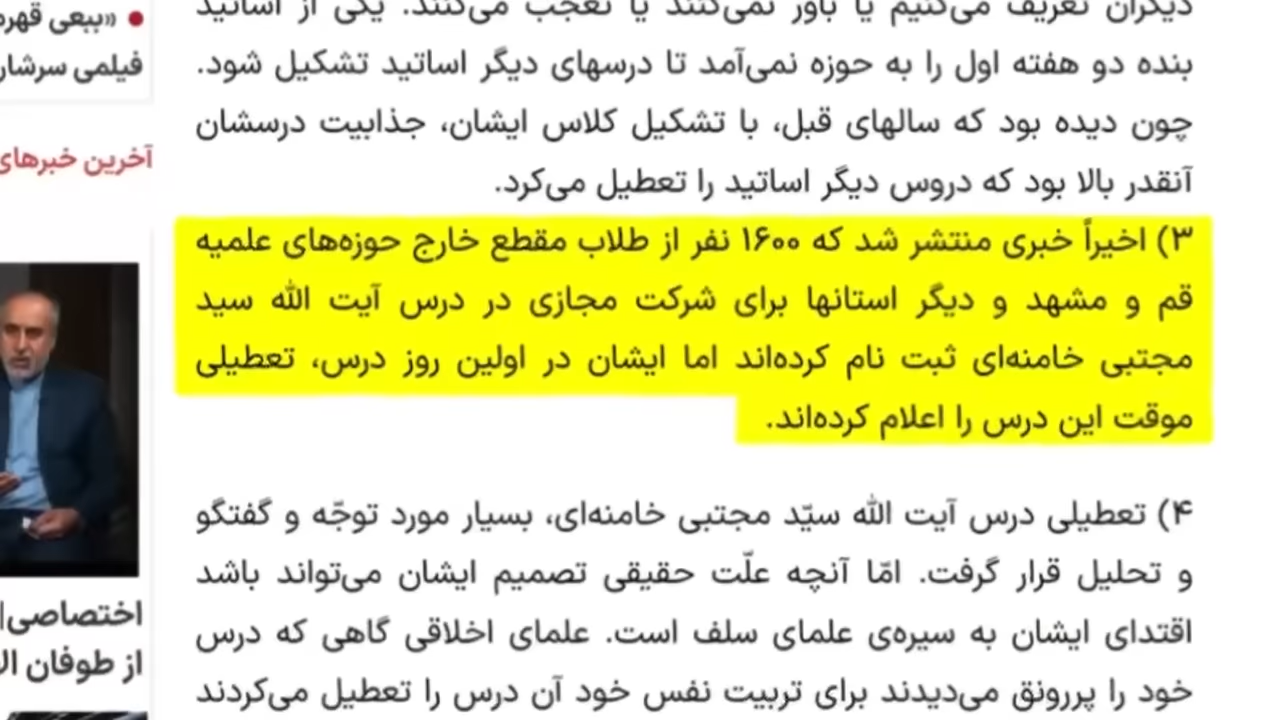 دیگران تعریف می‌کنیم یا باور نمی‌کنند یا تعجب می‌کنند. یکی از اساتید
بنده دو هفته اول را به حوزه نمی‌آمد تا درسهای دیگر اساتید تشکیل شود.
چون دیده بود که سالهای قبل، با تشکیل کلاس ایشان، جذابیت درسشان
آنقدر بالا بود که دروس دیگر اساتید را تعطیل می‌کرد.
۳) اخیراً خبری منتشر شد که ۱۶۰۰ نفر از طلاب مقطع خارج حوزه‌های علمیه
قم و مشهد و دیگر استانها برای شرکت مجازی در درس آیت الله سید
مجتبی خامنه‌ای ثبت نام کرده‌اند اما ایشان در اولین روز درس، تعطیلی
موقت این درس را اعلام کرده‌اند.
۴) تعطیلی درس آیت الله سیّد مجتبی خامنه‌ای، بسیار مورد توجّه و گفتگو
و تحلیل قرار گرفت. امّا آنچه علّت حقیقی تصمیم ایشان می‌تواند باشد
اقتدای ایشان به سیره‌ی علمای سلف است. علمای اخلاقی گاهی که درس
خود را پررونق می‌دیدند برای تربیت نفس خود آن درس را تعطیل می‌کردند
«ببعی قهر
فیلمی سرشار
آخرین خبرهای
اختصاصی|
از طوفان ال